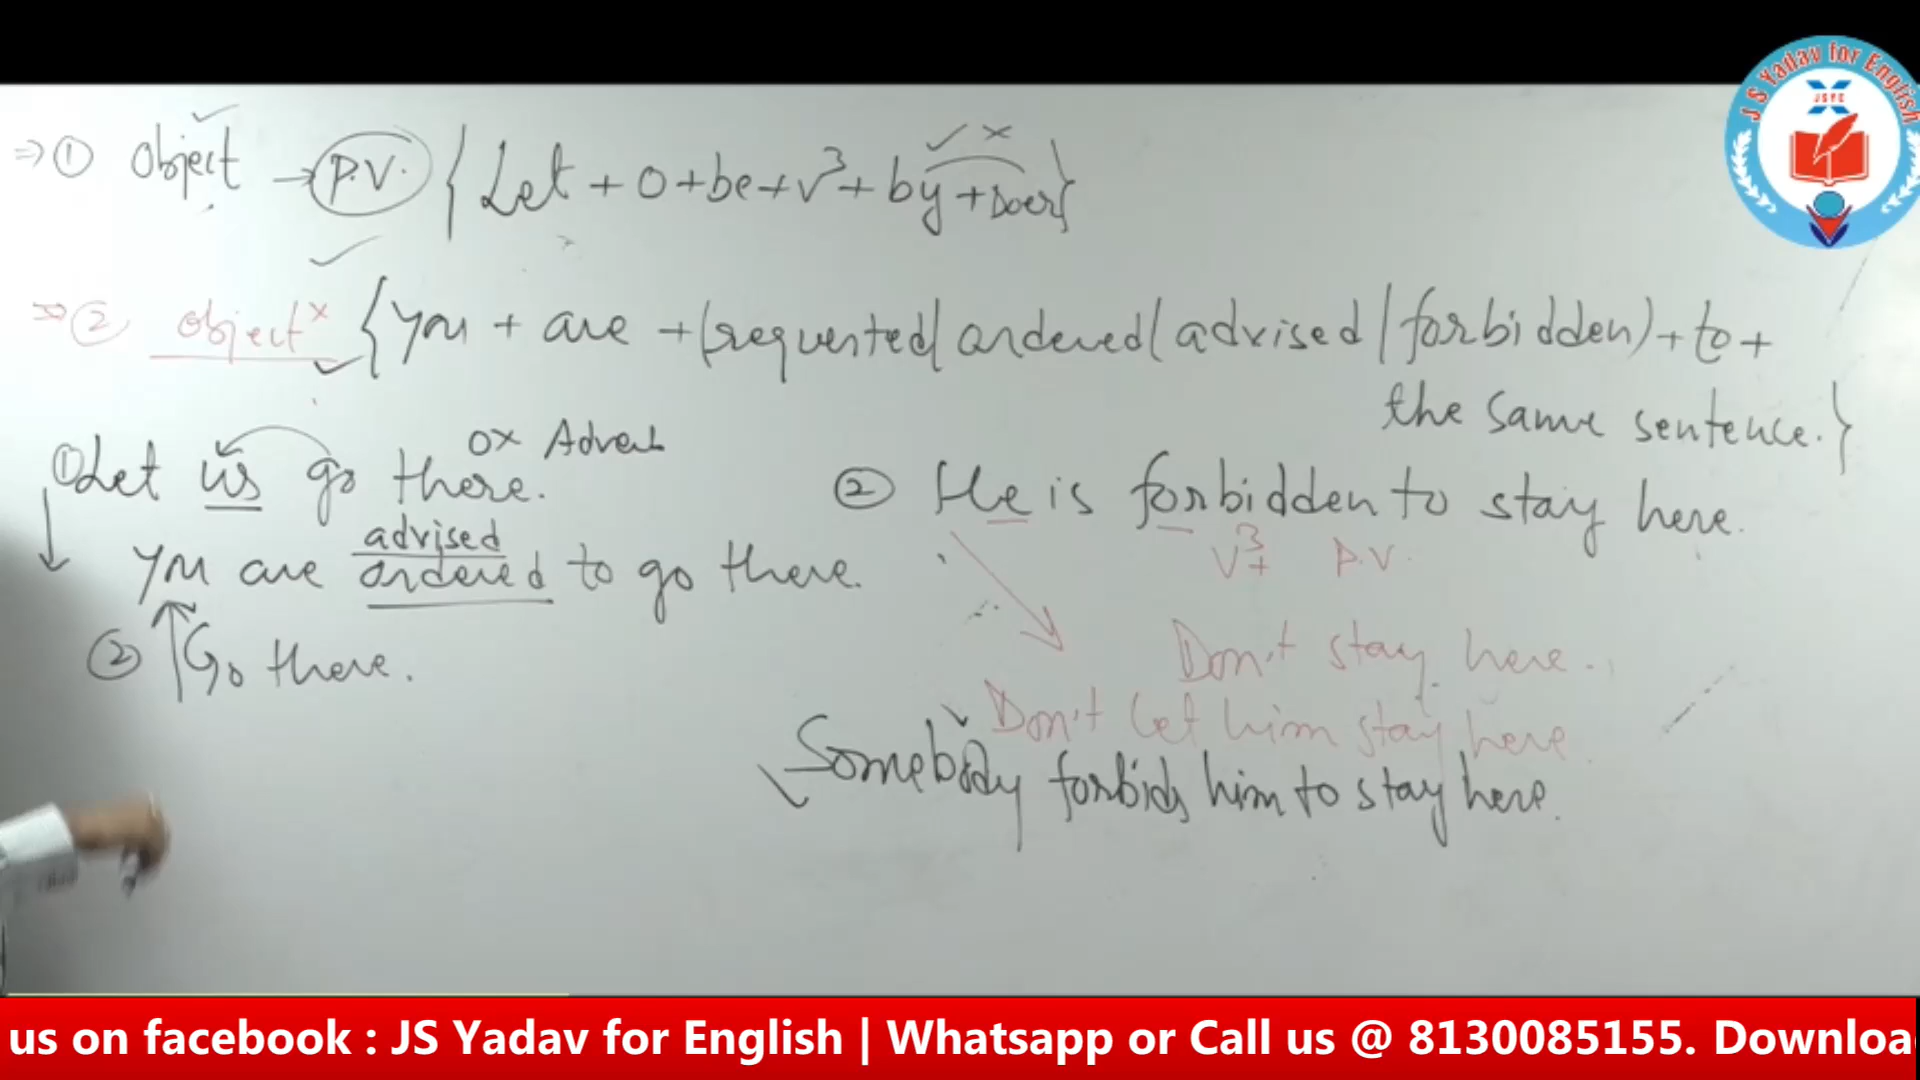 ⇒ ① Object → P.V. { Let + O + be + V³ + by + Doer }
✓ ×
⇒ ② Object× { You + are + (requested/ ordered/ advised / forbidden) + to +
the same sentence. }
① Let us go there. O× Adverb
You are ordered to go there.
advised
② Go there.
② He is forbidden to stay here.
V³ P.V.
Don't stay here.
Don't let him stay here
Somebody forbids him to stay here.
J S Yadav for English
JSYE
us on facebook : JS Yadav for English | Whatsapp or Call us @ 8130085155. Downloa